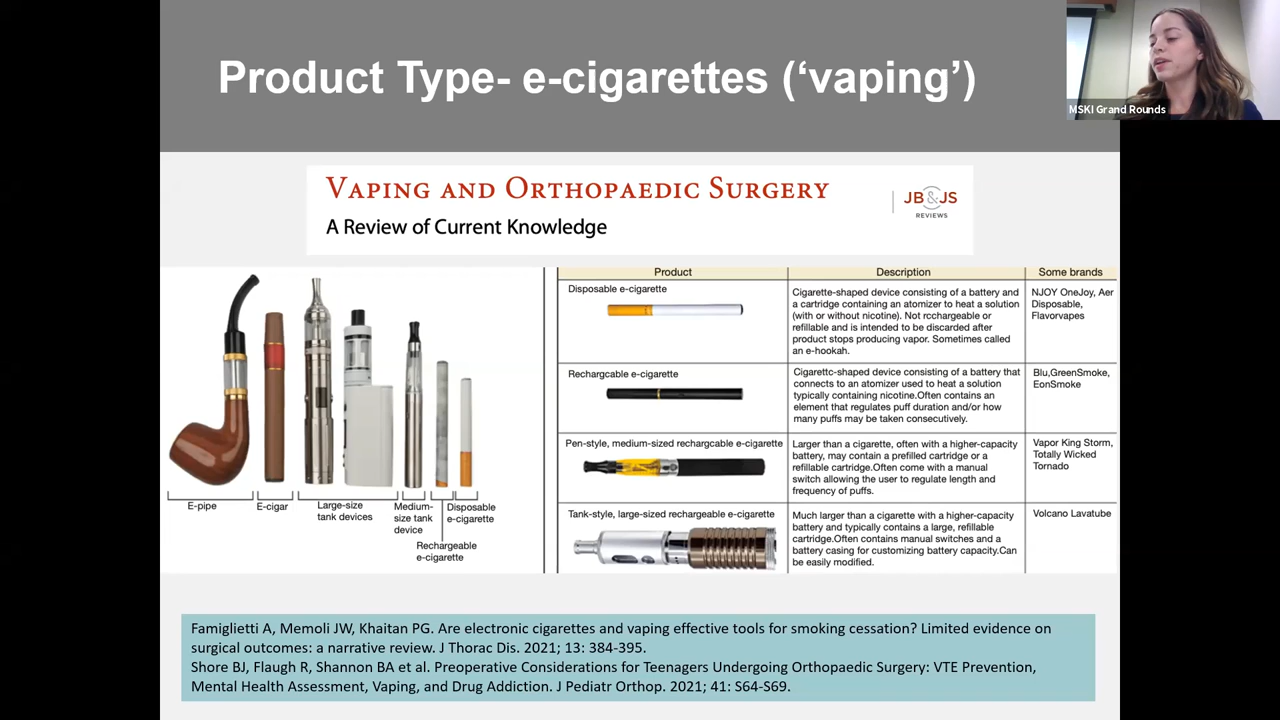 Product Type- e-cigarettes (‘vaping’)
MSKI Grand Rounds
VAPING AND ORTHOPAEDIC SURGERY
A Review of Current Knowledge
JB&JS
REVIEWS
E-pipe
E-cigar
Large-size
tank devices
Medium-
size tank
device
Rechargeable
e-cigarette
Disposable
e-cigarette
Product Description Some brands
Disposable e-cigarette
Cigarette-shaped device consisting of a battery and
a cartridge containing an atomizer to heat a solution
(with or without nicotine). Not rcchargeable or
refillable and is intended to be discarded after
product stops producing vapor. Sometimes called
an e-hookah.
NJOY OneJoy, Aer
Disposable,
Flavorvapes
Rechargcable e-cigarette
Cigarettc-shaped device consisting of a battery that
connects to an atomizer used to heat a solution
typically containing nicotine.Often contains an
element that regulates puff duration and/or how
many puffs may be taken consecutively.
Blu,GreenSmoke,
EonSmoke
Pen-style, medium-sized rechargcable e-cigarette
Larger than a cigarette, often with a higher-capacity
battery, may contain a prefilled cartridge or a
refillable cartridge.Often come with a manual
switch allowing the user to regulate length and
frequency of puffs.
Vapor King Storm,
Totally Wicked
Tornado
Tank-style, large-sized rechargeable e-cigarette
Much larger than a cigarette with a higher-capacity
battery and typically contains a large, refillable
cartridge.Often contains manual switches and a
battery casing for customizing battery capacity.Can
be easily modified.
Volcano Lavatube
Famiglietti A, Memoli JW, Khaitan PG. Are electronic cigarettes and vaping effective tools for smoking cessation? Limited evidence on
surgical outcomes: a narrative review. J Thorac Dis. 2021; 13: 384-395.
Shore BJ, Flaugh R, Shannon BA et al. Preoperative Considerations for Teenagers Undergoing Orthopaedic Surgery: VTE Prevention,
Mental Health Assessment, Vaping, and Drug Addiction. J Pediatr Orthop. 2021; 41: S64-S69.